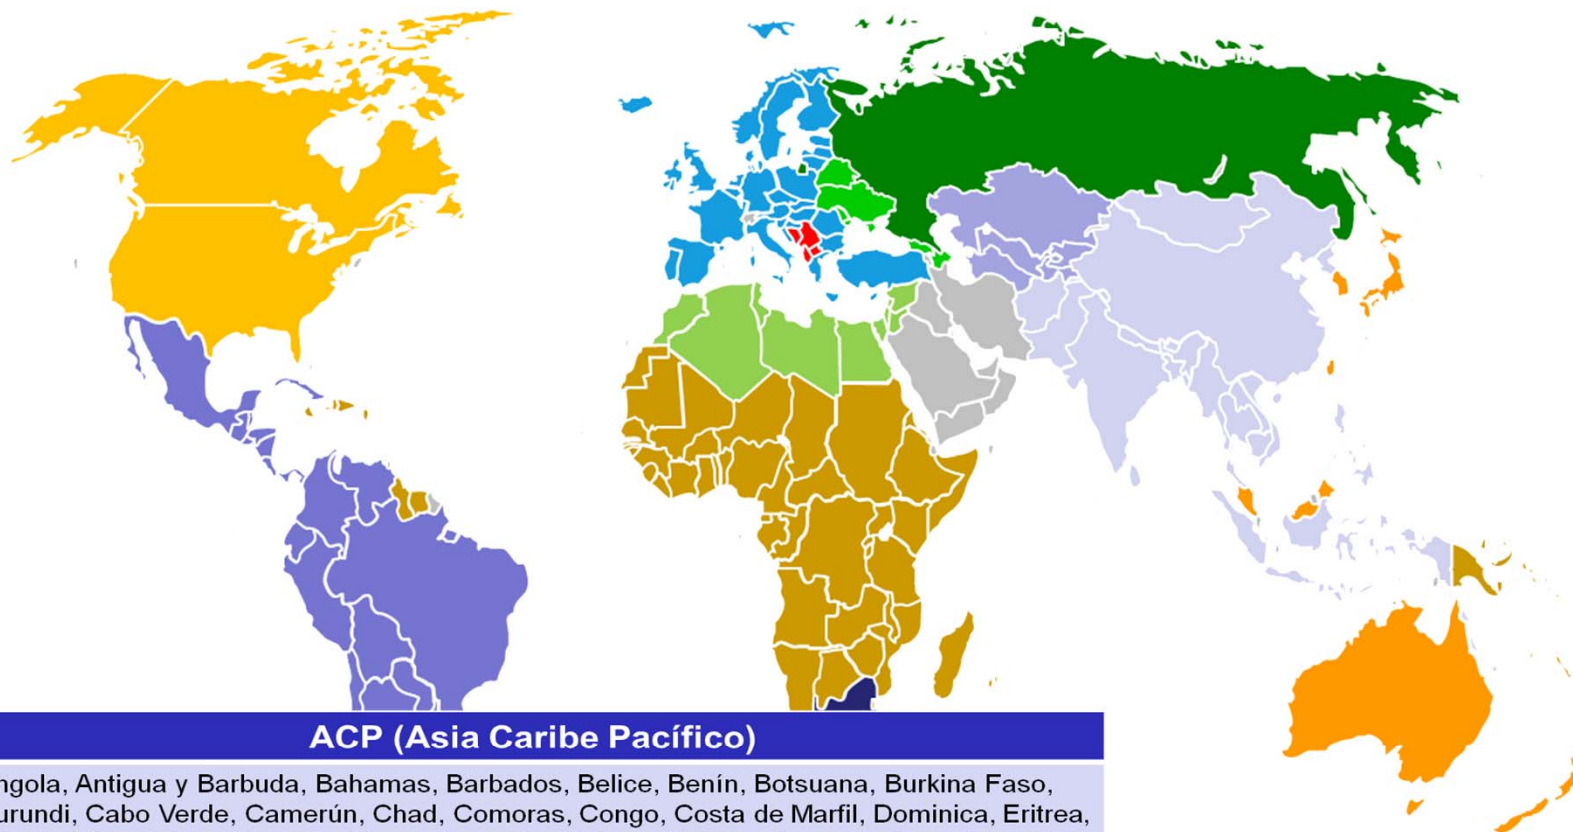 ACP (Asia Caribe Pacífico)
ngola, Antigua y Barbuda, Bahamas, Barbados, Belice, Benín, Botsuana, Burkina Faso,
urundi, Cabo Verde, Camerún, Chad, Comoras, Congo, Costa de Marfil, Dominica, Eritrea,